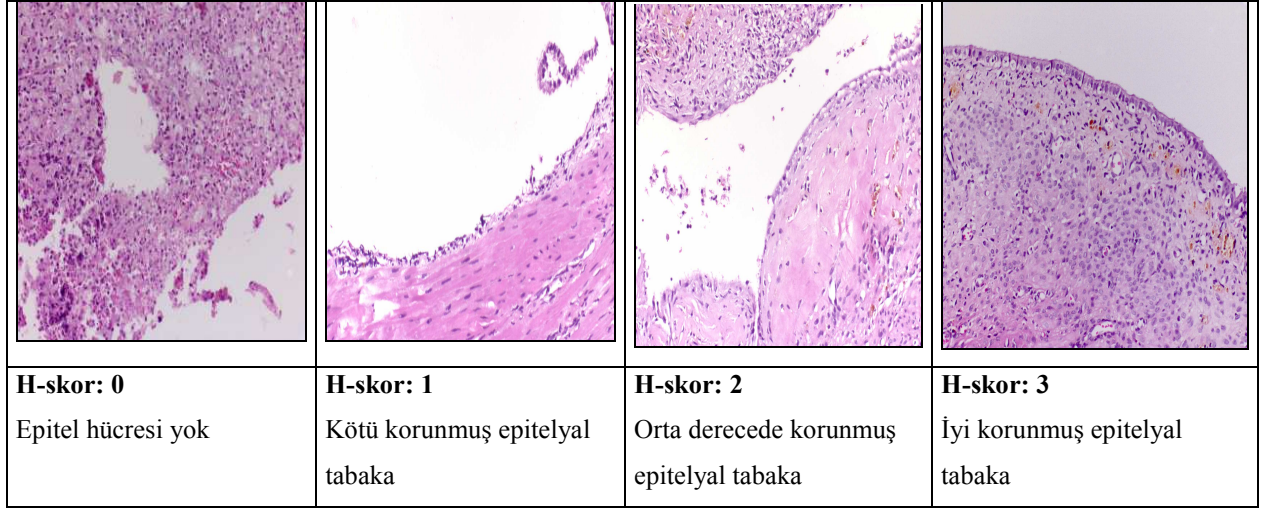 H-skor: 0
Epitel hücresi yok
H-skor: 1
Kötü korunmuş epitelyal
tabaka
H-skor: 2
Orta derecede korunmuş
epitelyal tabaka
H-skor: 3
İyi korunmuş epitelyal
tabaka